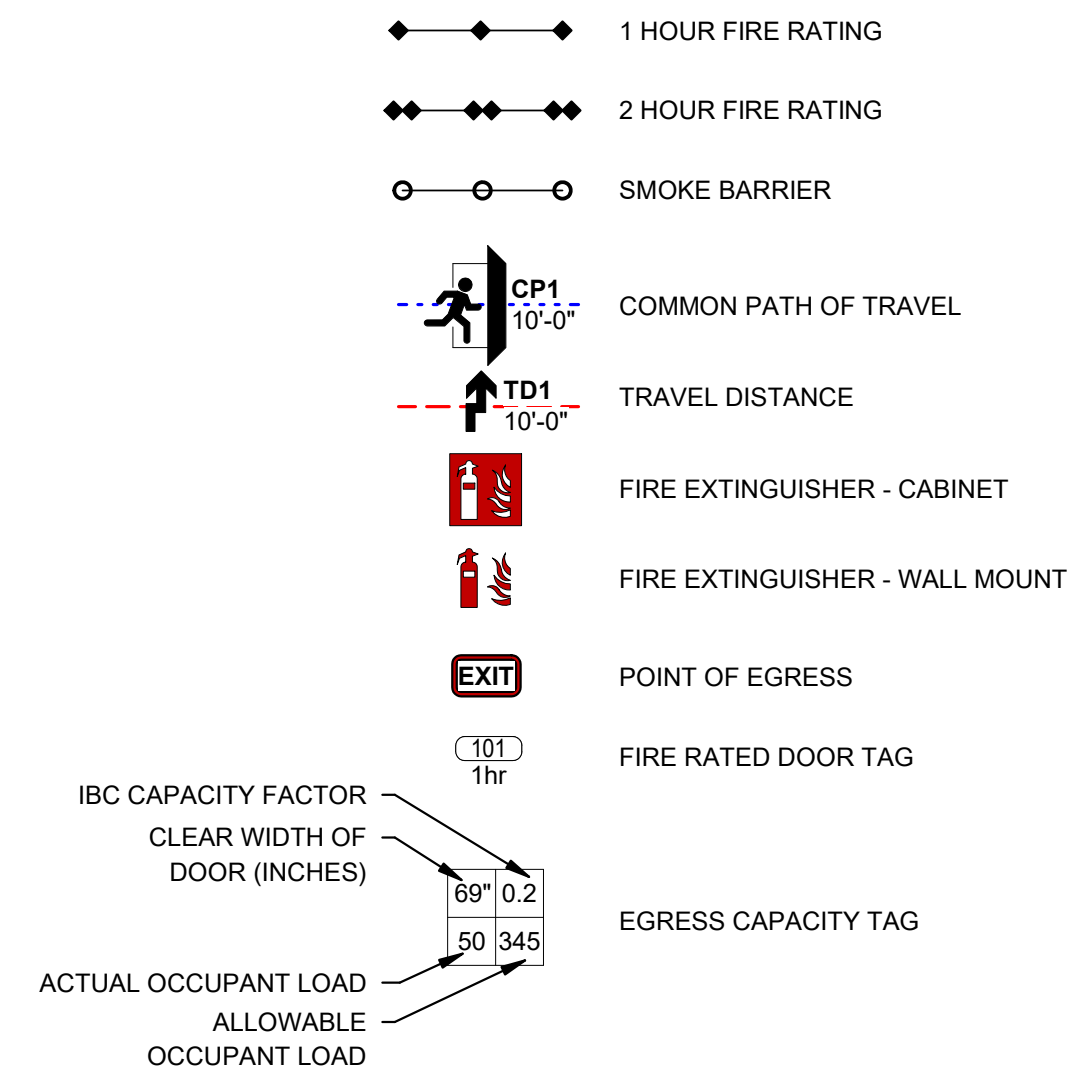 1 HOUR FIRE RATING
2 HOUR FIRE RATING
SMOKE BARRIER
CP1
10'-0"
COMMON PATH OF TRAVEL
TD1
10'-0"
TRAVEL DISTANCE
FIRE EXTINGUISHER - CABINET
FIRE EXTINGUISHER - WALL MOUNT
EXIT
POINT OF EGRESS
101
1hr
FIRE RATED DOOR TAG
IBC CAPACITY FACTOR
CLEAR WIDTH OF
DOOR (INCHES)
69" 0.2
50 345
EGRESS CAPACITY TAG
ACTUAL OCCUPANT LOAD
ALLOWABLE
OCCUPANT LOAD